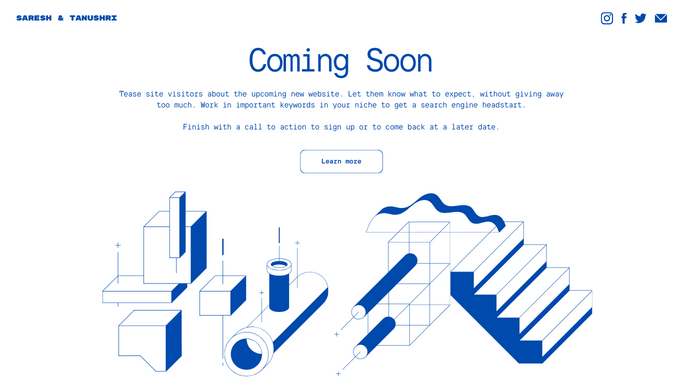 SARESH & TANUSHRI
Coming Soon
Tease site visitors about the upcoming new website. Let them know what to expect, without giving away
too much. Work in important keywords in your niche to get a search engine headstart.
Finish with a call to action to sign up or to come back at a later date.
Learn more